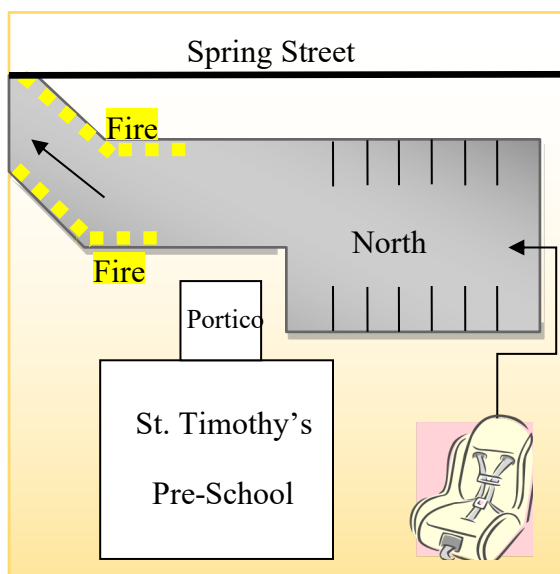 Spring Street
Fire
North
Fire
Portico
St. Timothy’s
Pre-School